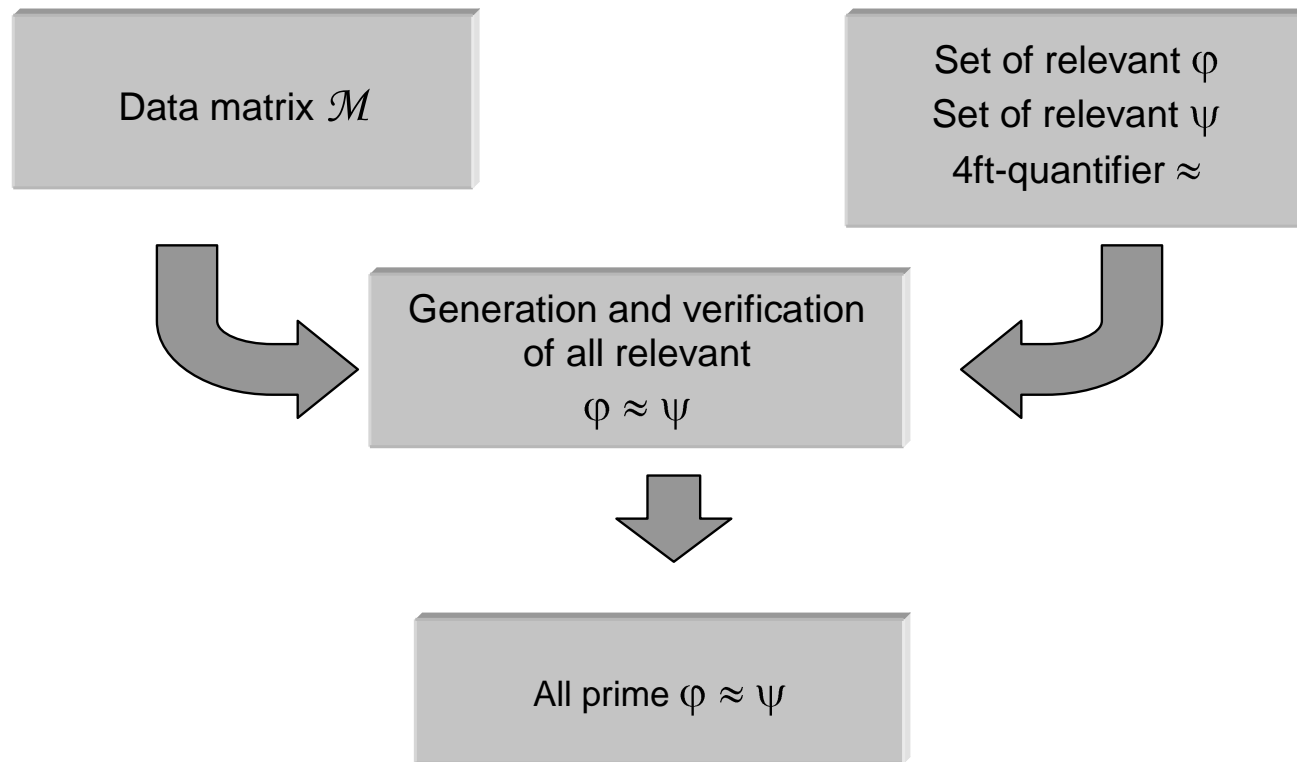 Data matrix ℳ
Set of relevant φ
Set of relevant ψ
4ft-quantifier ≈
Generation and verification
of all relevant
φ ≈ ψ
All prime φ ≈ ψ